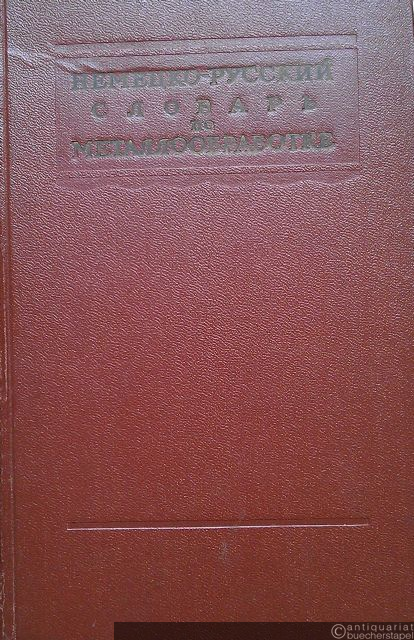 НЕМЕЦКО-РУССКИЙ
СЛОВАРЬ
ПО
МЕТАЛЛООБРАБОТКЕ
©antiquariat
buecherstapel